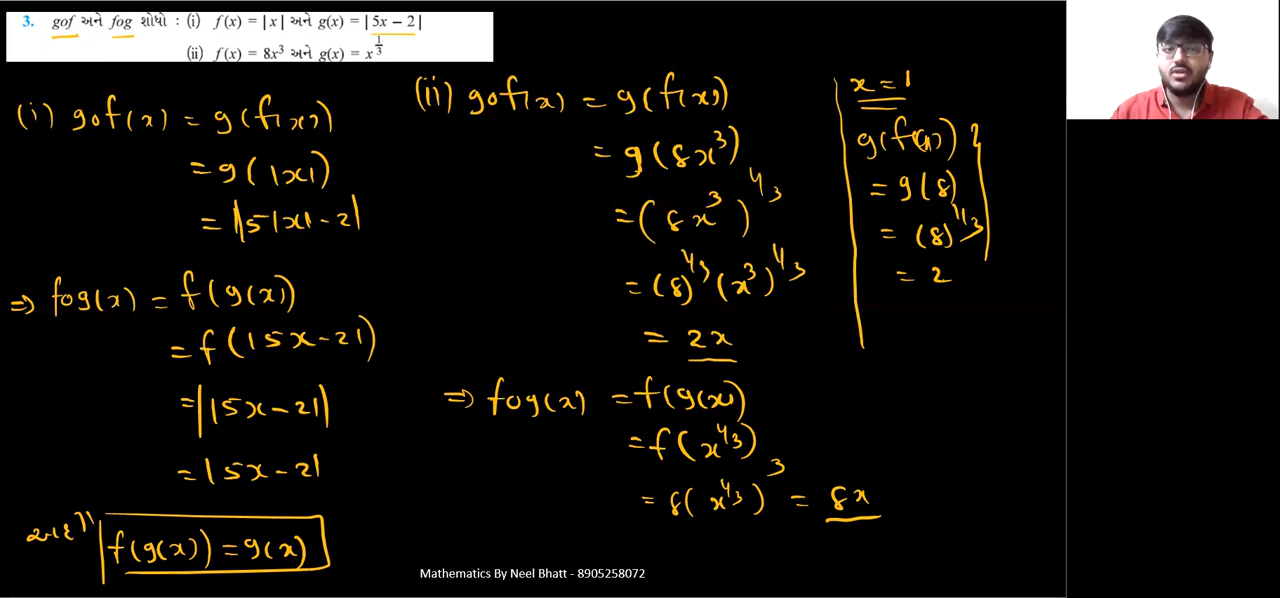 3. gof અને fog શોધો : (i) f(x) = | x | અને g(x) = | 5x − 2 |
(ii) f(x) = 8x³ અને g(x) = x^(1/3)
(i) gof(x) = g(f(x))
= g(|x|)
= |5|x| - 2|
⇒ fog(x) = f(g(x))
= f(|5x-2|)
= ||5x-2||
= |5x-2|
f(g(x)) = g(x)
(ii) gof(x) = g(f(x))
= g(8x³)
= (8x³)^(1/3)
= (8)^(1/3) (x³)^(1/3)
= 2x
⇒ fog(x) = f(g(x))
= f(x^(1/3))
= 8(x^(1/3))³ = 8x
x = 1
g(f(1))
= g(8)
= (8)^(1/3)
= 2
Mathematics By Neel Bhatt - 8905258072